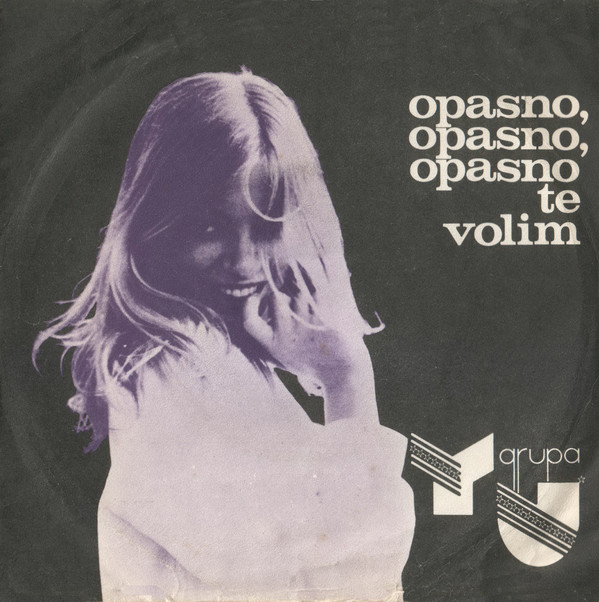 opasno,
opasno,
opasno
te
volim
YU grupa